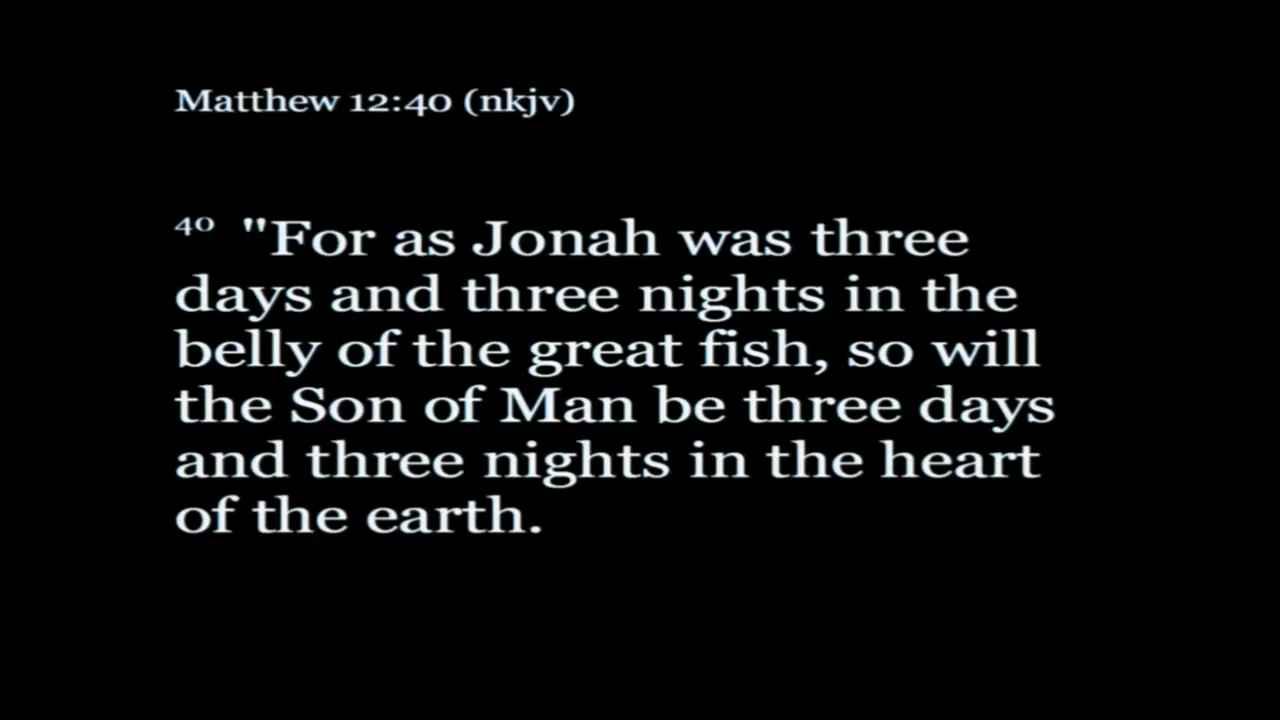 Matthew 12:40 (nkjv)
40 "For as Jonah was three
days and three nights in the
belly of the great fish, so will
the Son of Man be three days
and three nights in the heart
of the earth.